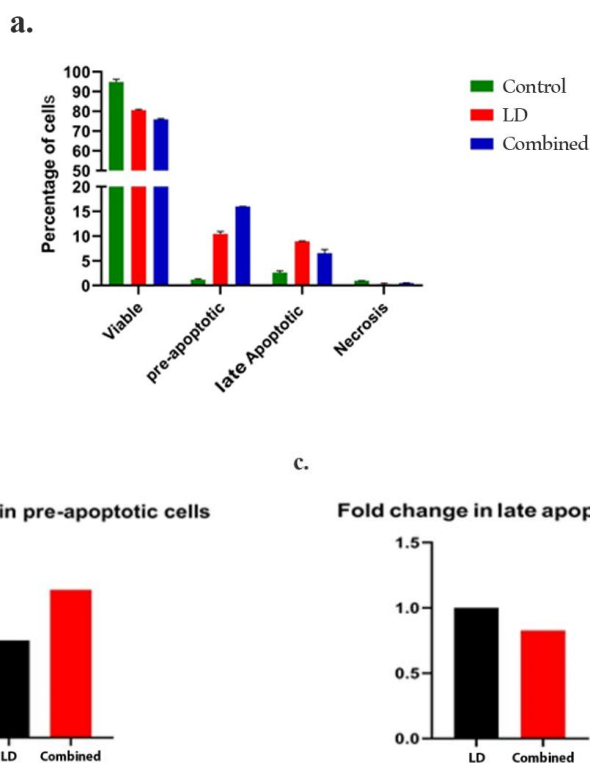 a.
Percentage of cells
100
90
80
70
60
50
20
15
10
5
0
Viable
pre-apoptotic
late Apoptotic
Necrosis
Control
LD
Combined
in pre-apoptotic cells
LD
Combined
c.
Fold change in late apop
1.5
1.0
0.5
0.0
LD
Combined